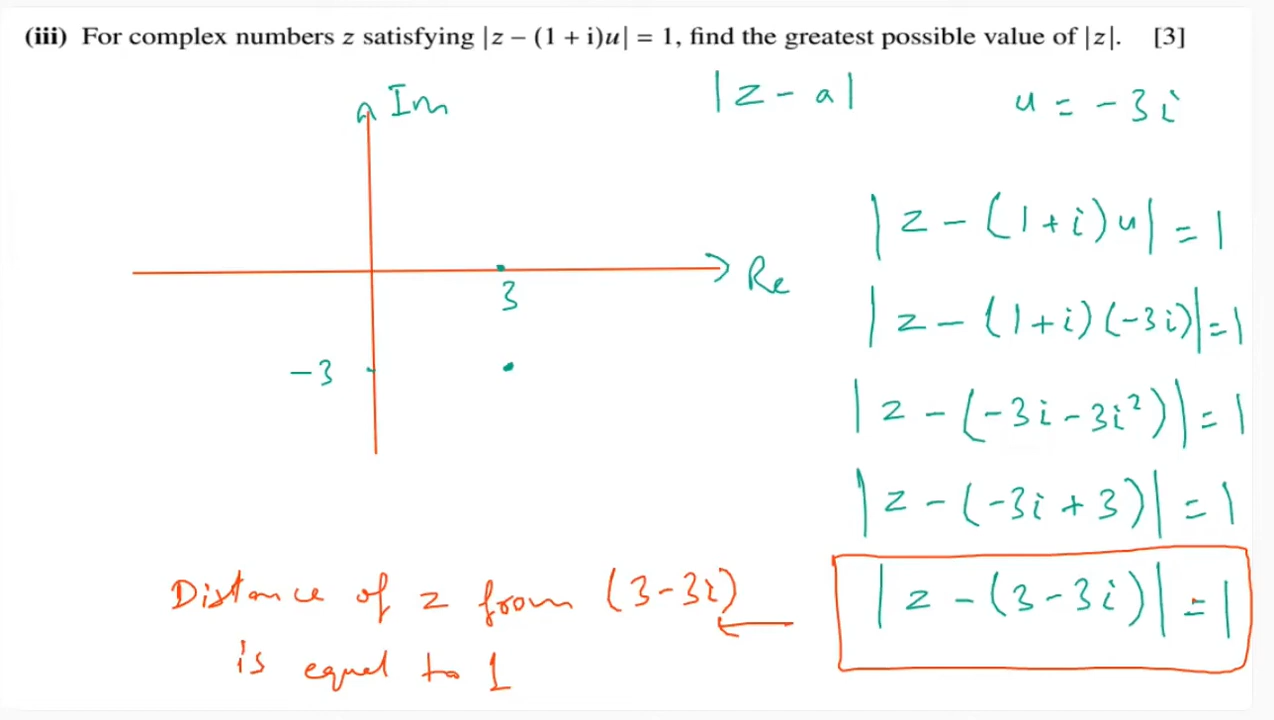 (iii) For complex numbers z satisfying |z − (1 + i)u| = 1, find the greatest possible value of |z|. [3]
Im
|z - a|
u = -3i
|z - (1+i)u| = 1
Re
3
|z - (1+i)(-3i)| = 1
-3
|z - (-3i - 3i²)| = 1
|z - (-3i + 3)| = 1
|z - (3 - 3i)| = 1
Distance of z from (3-3i)
is equal to 1